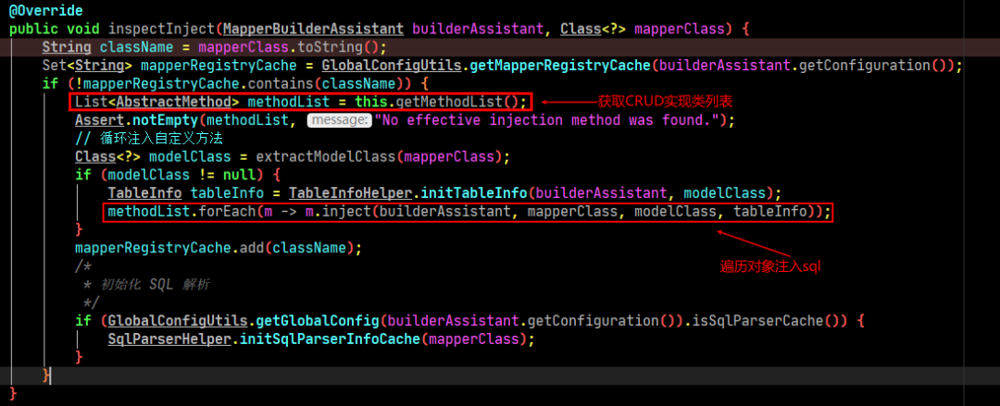 @Override
public void inspectInject(MapperBuilderAssistant builderAssistant, Class<?> mapperClass) {
String className = mapperClass.toString();
Set<String> mapperRegistryCache = GlobalConfigUtils.getMapperRegistryCache(builderAssistant.getConfiguration());
if (!mapperRegistryCache.contains(className)) {
List<AbstractMethod> methodList = this.getMethodList(); 获取CRUD实现类列表
Assert.notEmpty(methodList, message: "No effective injection method was found.");
// 循环注入自定义方法
Class<?> modelClass = extractModelClass(mapperClass);
if (modelClass != null) {
TableInfo tableInfo = TableInfoHelper.initTableInfo(builderAssistant, modelClass);
methodList.forEach(m -> m.inject(builderAssistant, mapperClass, modelClass, tableInfo));
}
mapperRegistryCache.add(className);
遍历对象注入sql
/*
* 初始化 SQL 解析
*/
if (GlobalConfigUtils.getGlobalConfig(builderAssistant.getConfiguration()).isSqlParserCache()) {
SqlParserHelper.initSqlParserInfoCache(mapperClass);
}
}
}